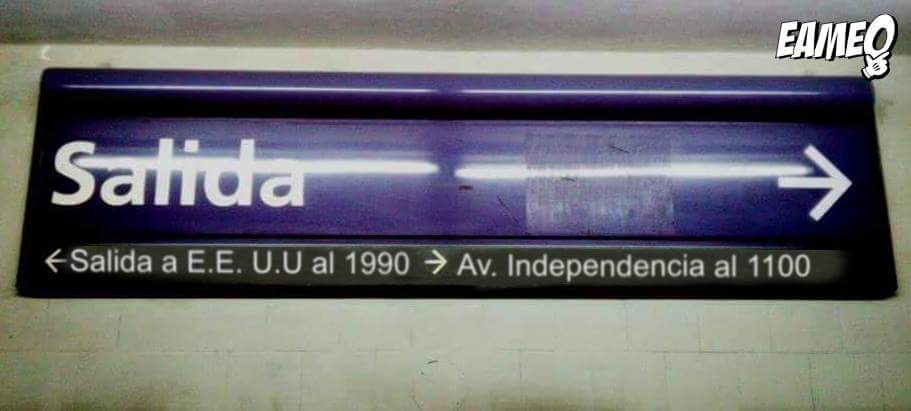 EAMEO
Salida →
←Salida a E.E. U.U al 1990 → Av. Independencia al 1100